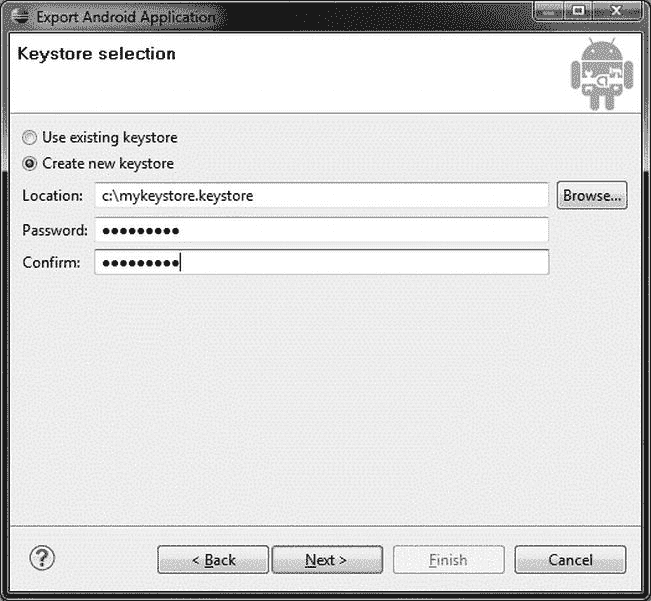 Export Android Application
Keystore selection
Use existing keystore
Create new keystore
Location: c:\mykeystore.keystore Browse...
Password: ●●●●●●●●●
Confirm: ●●●●●●●●●
? < Back Next > Finish Cancel